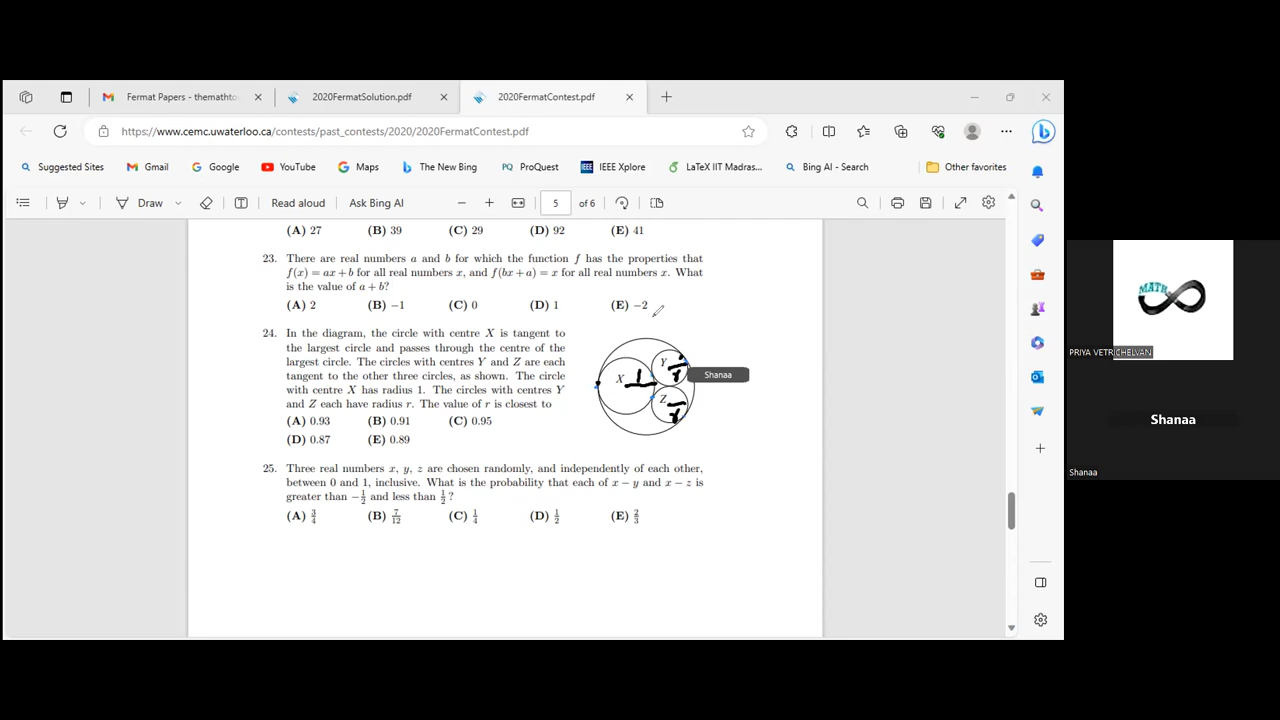 Fermat Papers - themathto
2020FermatSolution.pdf
2020FermatContest.pdf
https://www.cemc.uwaterloo.ca/contests/past_contests/2020/2020FermatContest.pdf
Suggested Sites
Gmail
Google
YouTube
Maps
The New Bing
PQ ProQuest
IEEE IEEE Xplore
LaTeX IIT Madras...
Bing AI - Search
Other favorites
Draw
Read aloud
Ask Bing AI
5 of 6
(A) 27 (B) 39 (C) 29 (D) 92 (E) 41
23. There are real numbers a and b for which the function f has the properties that
f(x) = ax + b for all real numbers x, and f(bx + a) = x for all real numbers x. What
is the value of a + b?
(A) 2 (B) −1 (C) 0 (D) 1 (E) −2
24. In the diagram, the circle with centre X is tangent to
the largest circle and passes through the centre of the
largest circle. The circles with centres Y and Z are each
tangent to the other three circles, as shown. The circle
with centre X has radius 1. The circles with centres Y
and Z each have radius r. The value of r is closest to
(A) 0.93 (B) 0.91 (C) 0.95
(D) 0.87 (E) 0.89
X 1
Y r
Z r
Shanaa
25. Three real numbers x, y, z are chosen randomly, and independently of each other,
between 0 and 1, inclusive. What is the probability that each of x − y and x − z is
greater than −1/2 and less than 1/2?
(A) 3/4 (B) 7/12 (C) 1/4 (D) 1/2 (E) 2/3
MATH
PRIYA VETRICHELVAN
Shanaa
Shanaa